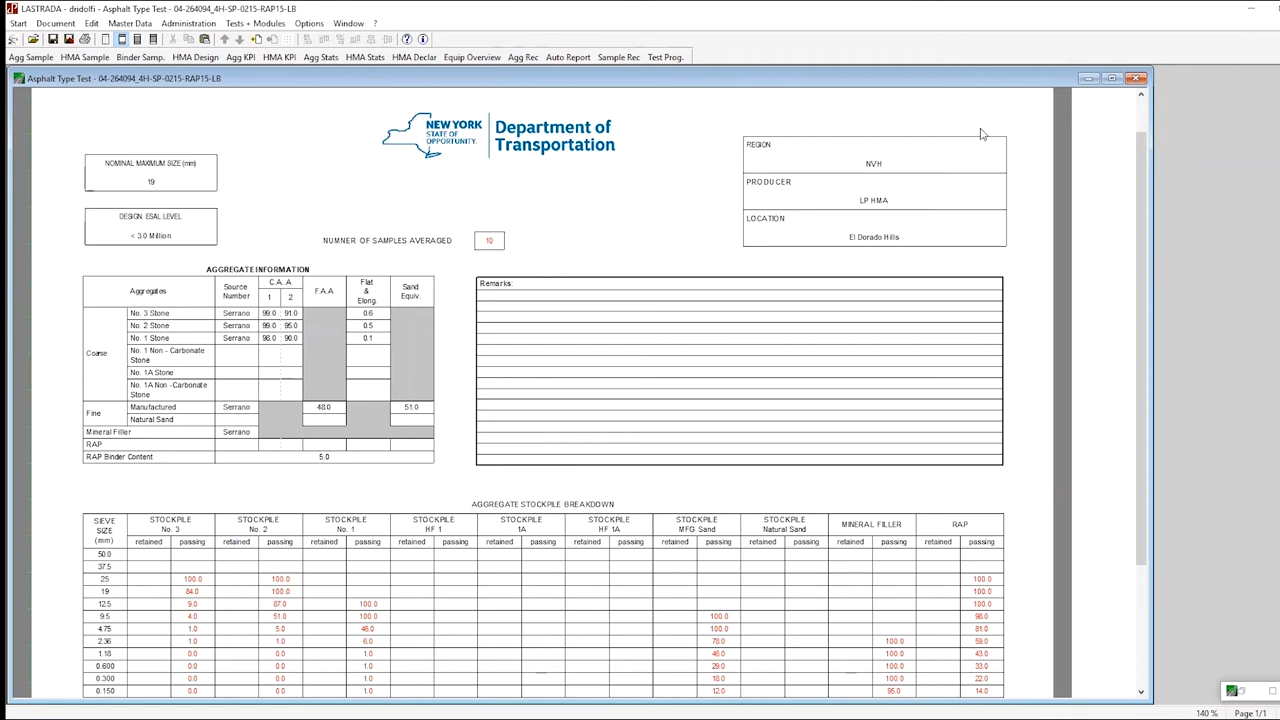 LASTRADA - dridolfi - Asphalt Type Test - 04-264094_4H-SP-0215-RAP15-LB
Start Document Edit Master Data Administration Tests + Modules Options Window ?
Agg Sample HMA Sample Binder Samp. HMA Design Agg KPI HMA KPI Agg Stats HMA Stats HMA Declar Equip Overview Agg Rec Auto Report Sample Rec Test Prog.
Asphalt Type Test - 04-264094_4H-SP-0215-RAP15-LB
NEW YORK
STATE OF
OPPORTUNITY.
Department of
Transportation
NOMINAL MAXIMUM SIZE (mm)
19
DESIGN ESAL LEVEL
< 3.0 Million
NUMNER OF SAMPLES AVERAGED 10
REGION
NVH
PRODUCER
LP HMA
LOCATION
El Dorado Hills
AGGREGATE INFORMATION
Aggregates Source Number C.A..A 1 2 F.A.A Flat & Elong. Sand Equiv.
Coarse
No. 3 Stone Serrano 99.0 91.0 0.6
No. 2 Stone Serrano 99.0 95.0 0.5
No. 1 Stone Serrano 98.0 90.0 0.1
No. 1 Non - Carbonate Stone
No. 1A Stone
No. 1A Non -Carbonate Stone
Fine
Manufactured Serrano 48.0 51.0
Natural Sand
Mineral Filler Serrano
RAP
RAP Binder Content 5.0
Remarks:
AGGREGATE STOCKPILE BREAKDOWN
SIEVE SIZE (mm) STOCKPILE No. 3 STOCKPILE No. 2 STOCKPILE No. 1 STOCKPILE HF 1 STOCKPILE 1A STOCKPILE HF 1A STOCKPILE MFG Sand STOCKPILE Natural Sand MINERAL FILLER RAP
retained passing retained passing retained passing retained passing retained passing retained passing retained passing retained passing retained passing retained passing
50.0
37.5
25 100.0 100.0 100.0
19 84.0 100.0 100.0
12.5 9.0 87.0 100.0 100.0
9.5 4.0 51.0 100.0 100.0 98.0
4.75 1.0 5.0 46.0 100.0 81.0
2.36 1.0 1.0 6.0 78.0 100.0 59.0
1.18 0.0 0.0 1.0 46.0 100.0 43.0
0.600 0.0 0.0 1.0 29.0 100.0 33.0
0.300 0.0 0.0 1.0 18.0 100.0 22.0
0.150 0.0 0.0 1.0 12.0 95.0 14.0
140 % Page 1/1